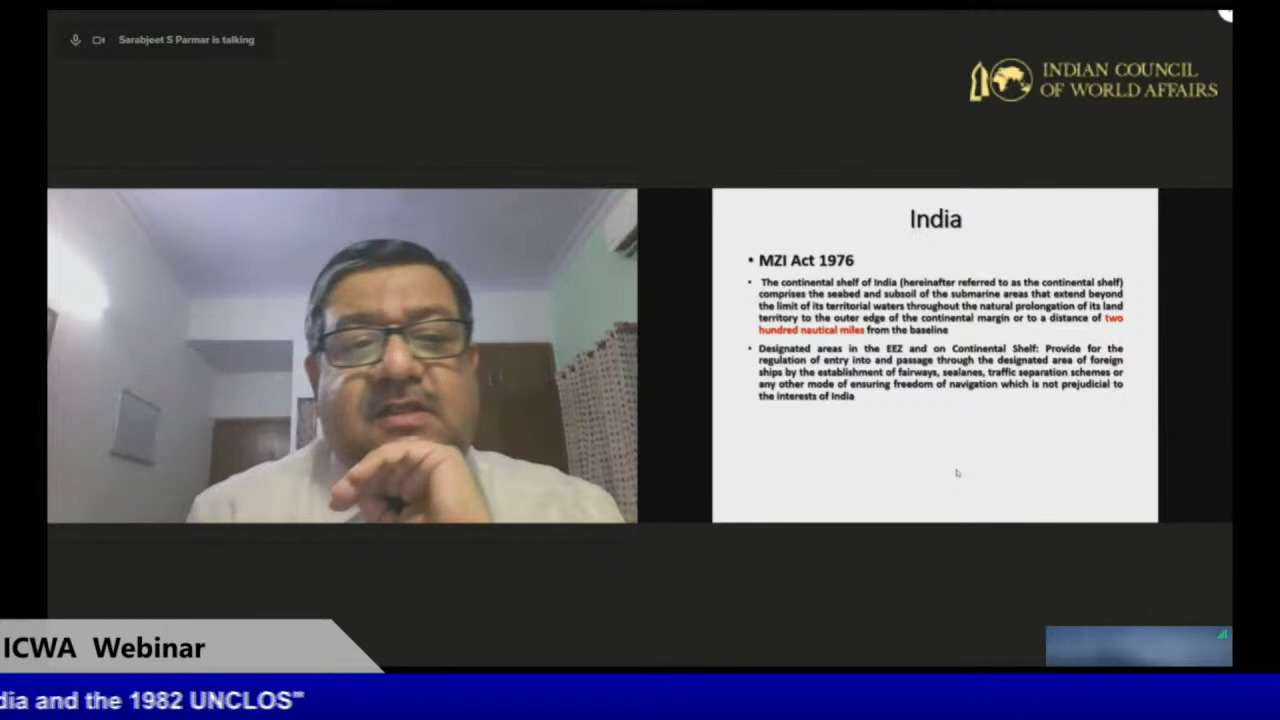 Sarabjeet S Parmar is talking
INDIAN COUNCIL
OF WORLD AFFAIRS
India
• MZI Act 1976
• The continental shelf of India (hereinafter referred to as the continental shelf)
comprises the seabed and subsoil of the submarine areas that extend beyond
the limit of its territorial waters throughout the natural prolongation of its land
territory to the outer edge of the continental margin or to a distance of two
hundred nautical miles from the baseline
• Designated areas in the EEZ and on Continental Shelf: Provide for the
regulation of entry into and passage through the designated area of foreign
ships by the establishment of fairways, sealanes, traffic separation schemes or
any other mode of ensuring freedom of navigation which is not prejudicial to
the interests of India
ICWA Webinar
dia and the 1982 UNCLOS"